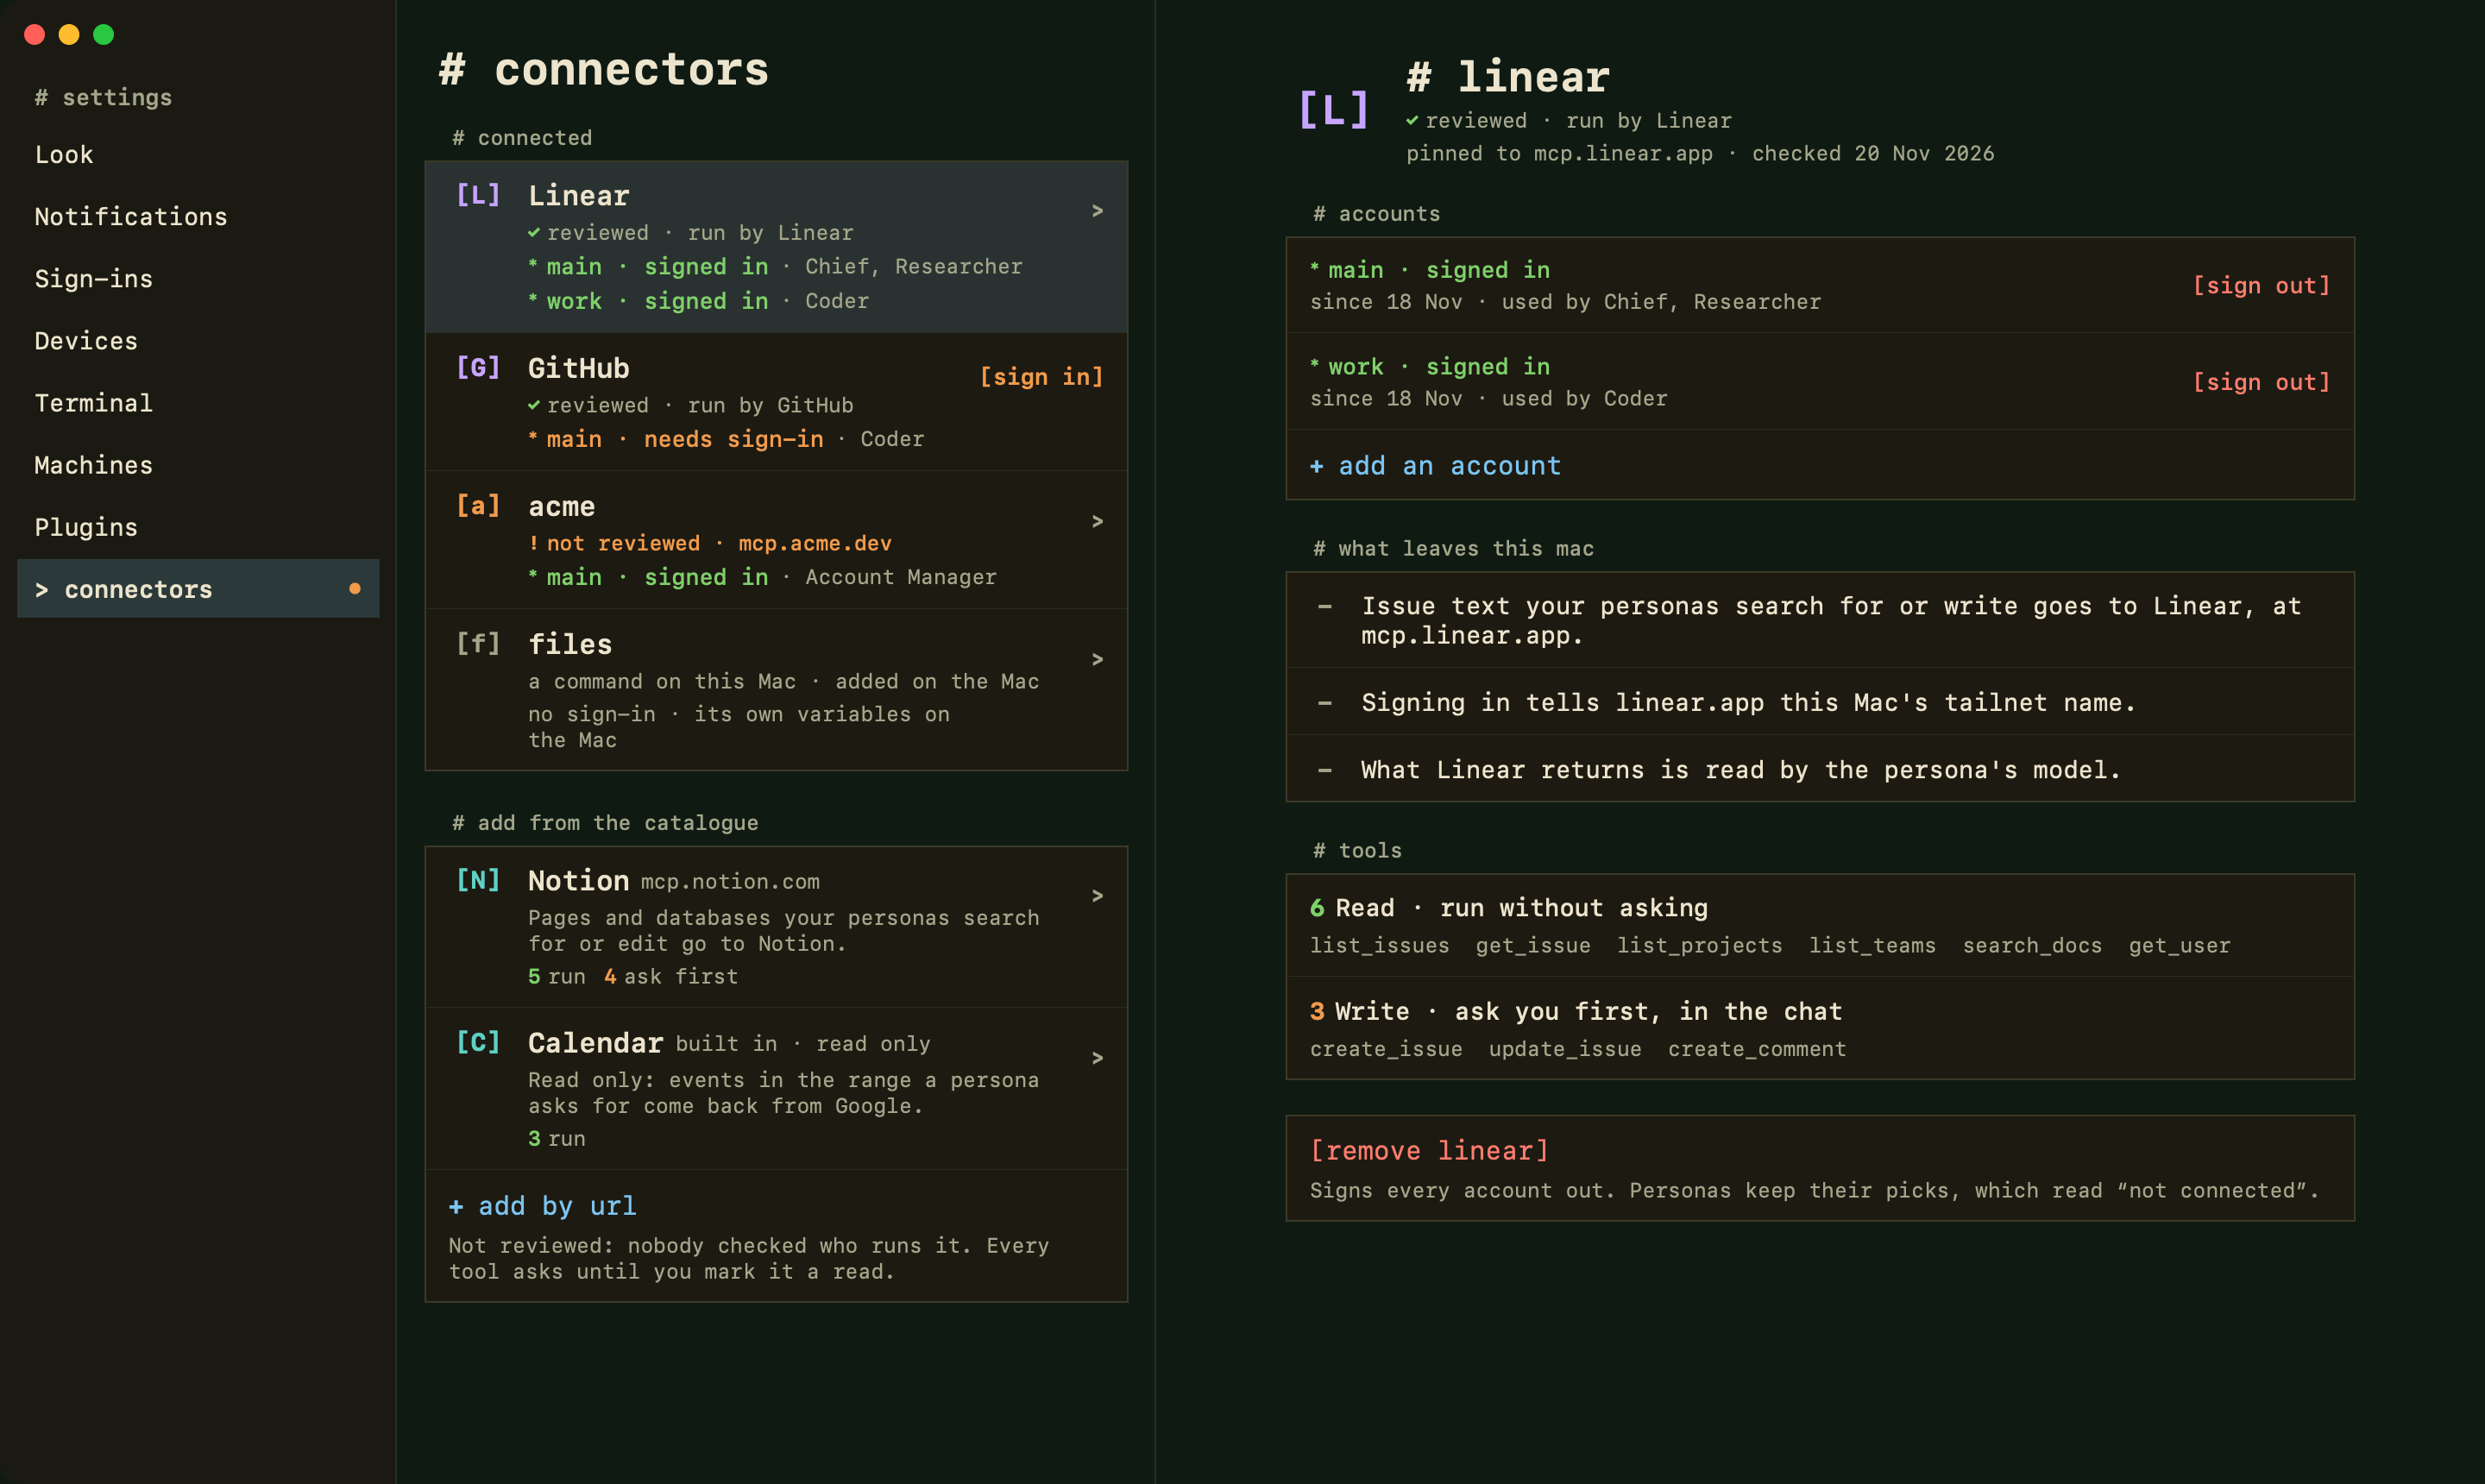 # settings
Look
Notifications
Sign-ins
Devices
Terminal
Machines
Plugins
> connectors
# connectors
# connected
[L] Linear >
✓ reviewed · run by Linear
* main · signed in · Chief, Researcher
* work · signed in · Coder
[G] GitHub [sign in]
✓ reviewed · run by GitHub
* main · needs sign-in · Coder
[a] acme >
! not reviewed · mcp.acme.dev
* main · signed in · Account Manager
[f] files >
a command on this Mac · added on the Mac
no sign-in · its own variables on
the Mac
# add from the catalogue
[N] Notion mcp.notion.com >
Pages and databases your personas search
for or edit go to Notion.
5 run 4 ask first
[C] Calendar built in · read only >
Read only: events in the range a persona
asks for come back from Google.
3 run
+ add by url
Not reviewed: nobody checked who runs it. Every
tool asks until you mark it a read.
[L] # linear
✓ reviewed · run by Linear
pinned to mcp.linear.app · checked 20 Nov 2026
# accounts
* main · signed in
since 18 Nov · used by Chief, Researcher
[sign out]
* work · signed in
since 18 Nov · used by Coder
[sign out]
+ add an account
# what leaves this mac
– Issue text your personas search for or write goes to Linear, at
mcp.linear.app.
– Signing in tells linear.app this Mac's tailnet name.
– What Linear returns is read by the persona's model.
# tools
6 Read · run without asking
list_issues get_issue list_projects list_teams search_docs get_user
3 Write · ask you first, in the chat
create_issue update_issue create_comment
[remove linear]
Signs every account out. Personas keep their picks, which read “not connected”.